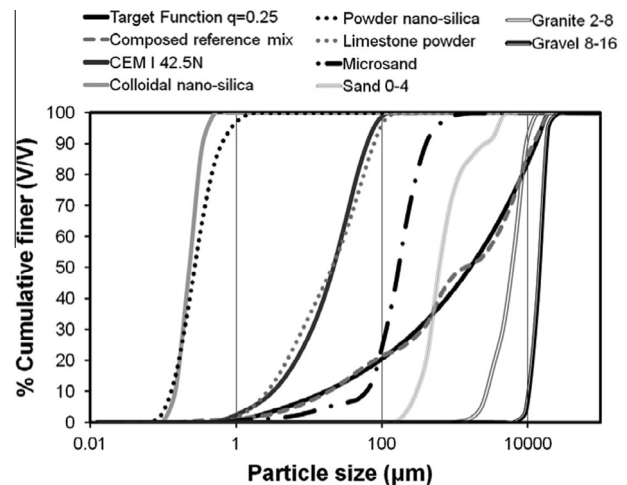 Target Function q=0.25
Composed reference mix
CEM I 42.5N
Colloidal nano-silica
Powder nano-silica
Limestone powder
Microsand
Sand 0-4
Granite 2-8
Gravel 8-16
% Cumulative finer (V/V)
100
90
80
70
60
50
40
30
20
10
0
0.01
1
100
10000
Particle size (µm)